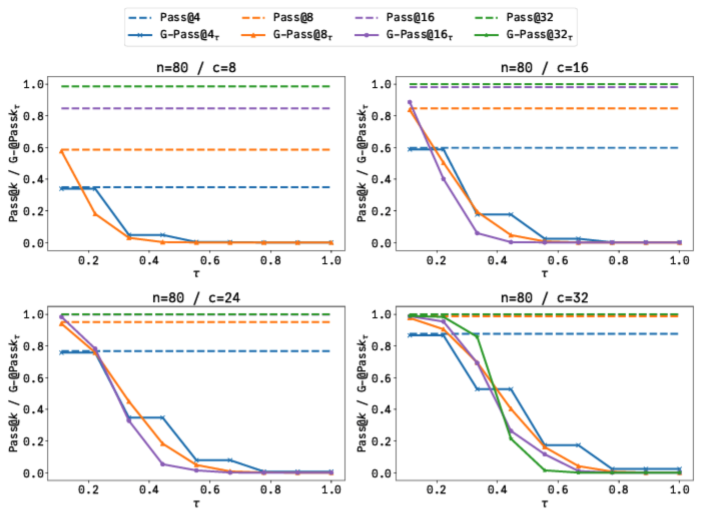 Pass@4 Pass@8 Pass@16 Pass@32
G-Pass@4τ G-Pass@8τ G-Pass@16τ G-Pass@32τ
n=80 / c=8
Pass@k / G-@Passkτ
1.0
0.8
0.6
0.4
0.2
0.0
0.2 0.4 0.6 0.8 1.0
τ
n=80 / c=16
Pass@k / G-@Passkτ
1.0
0.8
0.6
0.4
0.2
0.0
0.2 0.4 0.6 0.8 1.0
τ
n=80 / c=24
Pass@k / G-@Passkτ
1.0
0.8
0.6
0.4
0.2
0.0
0.2 0.4 0.6 0.8 1.0
τ
n=80 / c=32
Pass@k / G-@Passkτ
1.0
0.8
0.6
0.4
0.2
0.0
0.2 0.4 0.6 0.8 1.0
τ